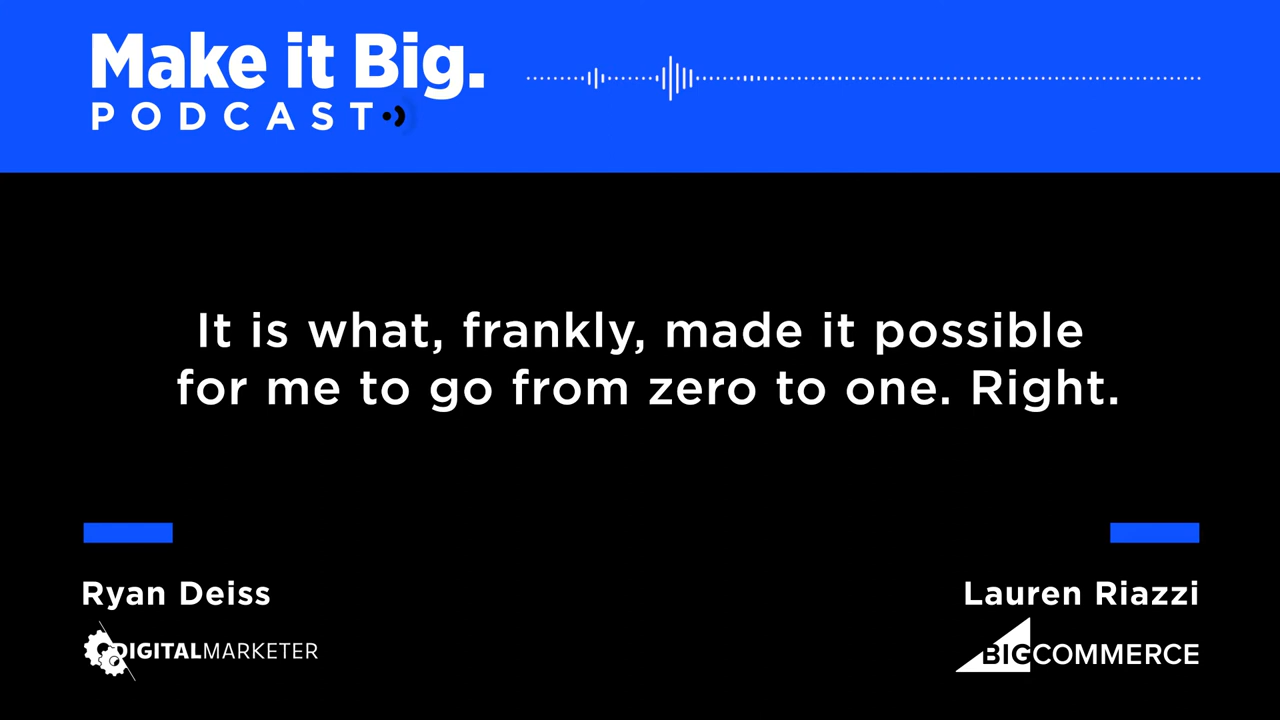 Make it Big.
PODCAST
It is what, frankly, made it possible
for me to go from zero to one. Right.
Ryan Deiss
DIGITALMARKETER
Lauren Riazzi
BIGCOMMERCE